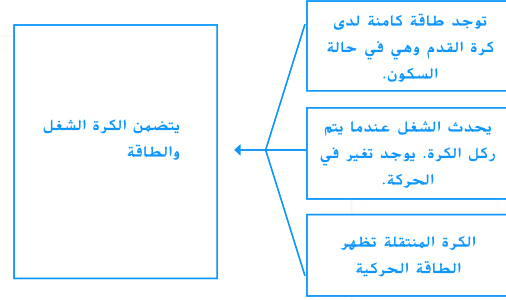 توجد طاقة كامنة لدى
كرة القدم وهي في حالة
السكون.
يحدث الشغل عندما يتم
ركل الكرة. يوجد تغير في
الحركة.
الكرة المنتقلة تظهر
الطاقة الحركية
يتضمن الكرة الشغل
والطاقة